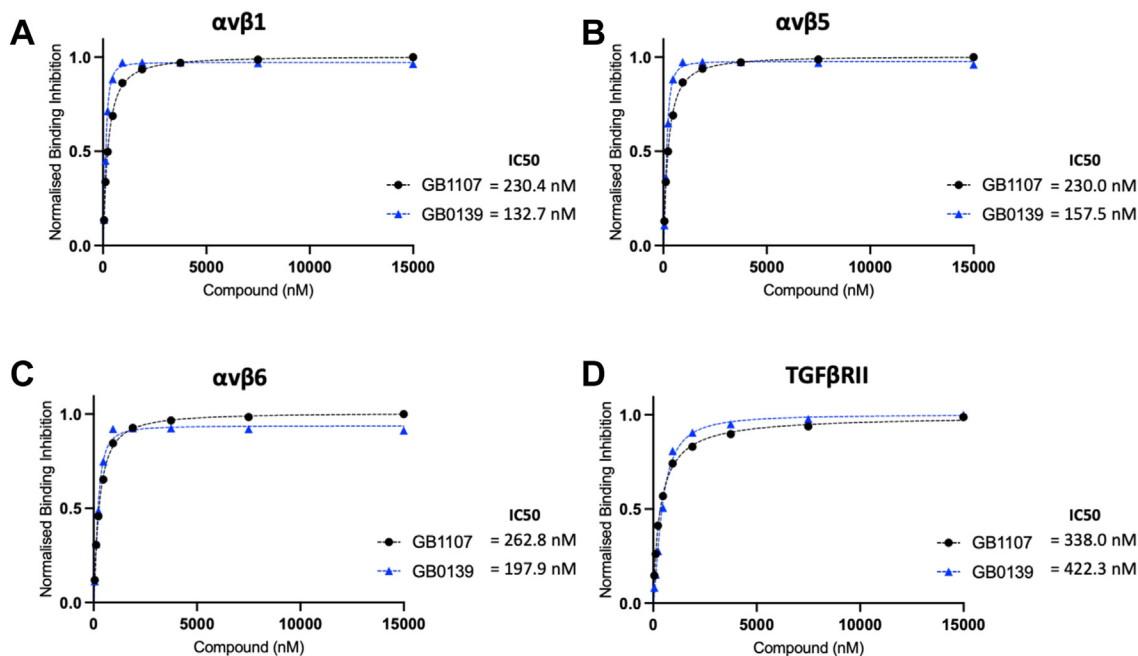 A
αvβ1
Normalised Binding Inhibition
1.0
0.5
0.0
0 5000 10000 15000
Compound (nM)
IC50
GB1107 = 230.4 nM
GB0139 = 132.7 nM
B
αvβ5
Normalised Binding Inhibition
1.0
0.5
0.0
0 5000 10000 15000
Compound (nM)
IC50
GB1107 = 230.0 nM
GB0139 = 157.5 nM
C
αvβ6
Normalised Binding Inhibition
1.0
0.5
0.0
0 5000 10000 15000
Compound (nM)
IC50
GB1107 = 262.8 nM
GB0139 = 197.9 nM
D
TGFβRII
Normalised Binding Inhibition
1.0
0.5
0.0
0 5000 10000 15000
Compound (nM)
IC50
GB1107 = 338.0 nM
GB0139 = 422.3 nM